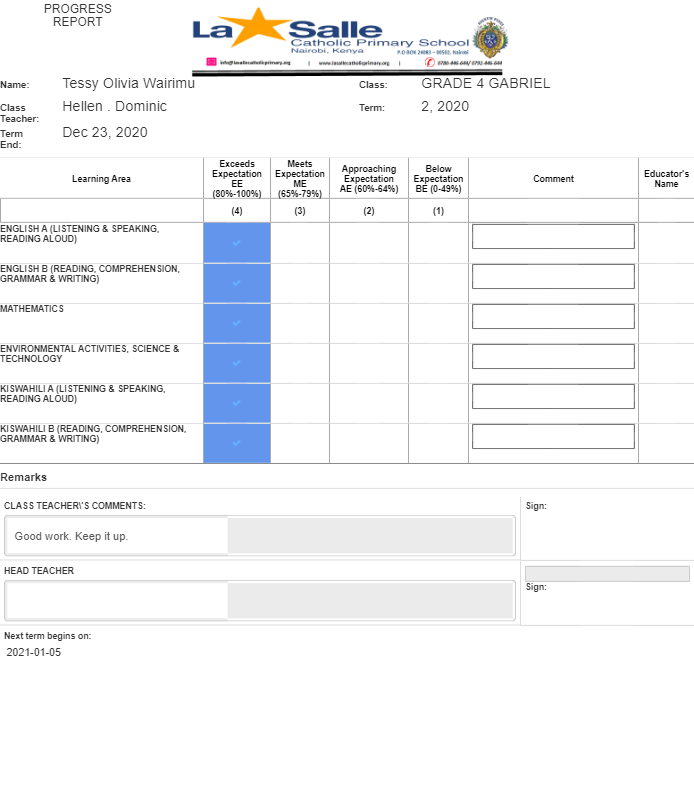 PROGRESS
REPORT
La Salle
Catholic Primary School
Nairobi, Kenya
P.O BOX 24083 - 00502, Nairobi
info@lasallecatholicprimary.org | www.lasallecatholicprimary.org | 0780-446-644/ 0792-446-644
Name: Tessy Olivia Wairimu Class: GRADE 4 GABRIEL
Class
Teacher: Hellen . Dominic Term: 2, 2020
Term
End: Dec 23, 2020
Learning Area
Exceeds
Expectation
EE
(80%-100%)
Meets
Expectation
ME
(65%-79%)
Approaching
Expectation
AE (60%-64%)
Below
Expectation
BE (0-49%)
Comment
Educator's
Name
(4) (3) (2) (1)
ENGLISH A (LISTENING & SPEAKING,
READING ALOUD)
ENGLISH B (READING, COMPREHENSION,
GRAMMAR & WRITING)
MATHEMATICS
ENVIRONMENTAL ACTIVITIES, SCIENCE &
TECHNOLOGY
KISWAHILI A (LISTENING & SPEAKING,
READING ALOUD)
KISWAHILI B (READING, COMPREHENSION,
GRAMMAR & WRITING)
Remarks
CLASS TEACHER\'S COMMENTS: Sign:
Good work. Keep it up.
HEAD TEACHER
Sign:
Next term begins on:
2021-01-05